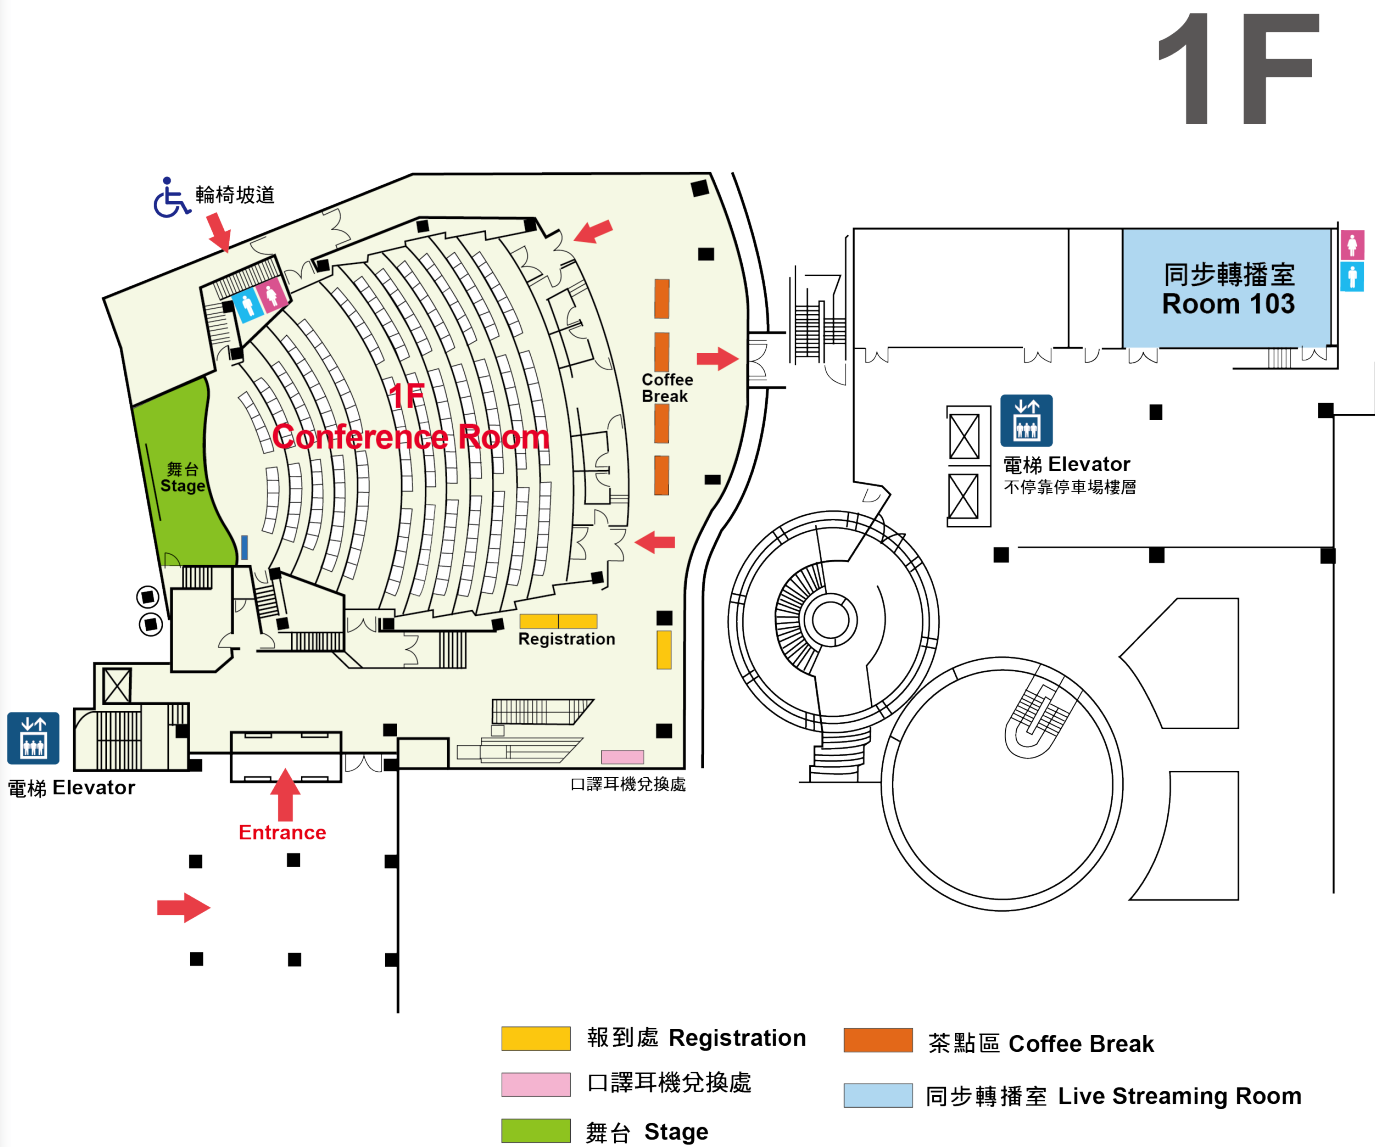 1F
輪椅坡道
同步轉播室
Room 103
Coffee
Break
1F
Conference Room
舞台
Stage
電梯 Elevator
不停靠停車場樓層
Registration
電梯 Elevator
口譯耳機兌換處
Entrance
報到處 Registration
茶點區 Coffee Break
口譯耳機兌換處
同步轉播室 Live Streaming Room
舞台 Stage